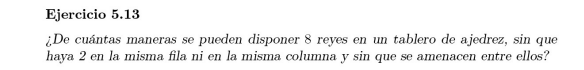 Ejercicio 5.13
¿De cuántas maneras se pueden disponer 8 reyes en un tablero de ajedrez, sin que
haya 2 en la misma fila ni en la misma columna y sin que se amenacen entre ellos?